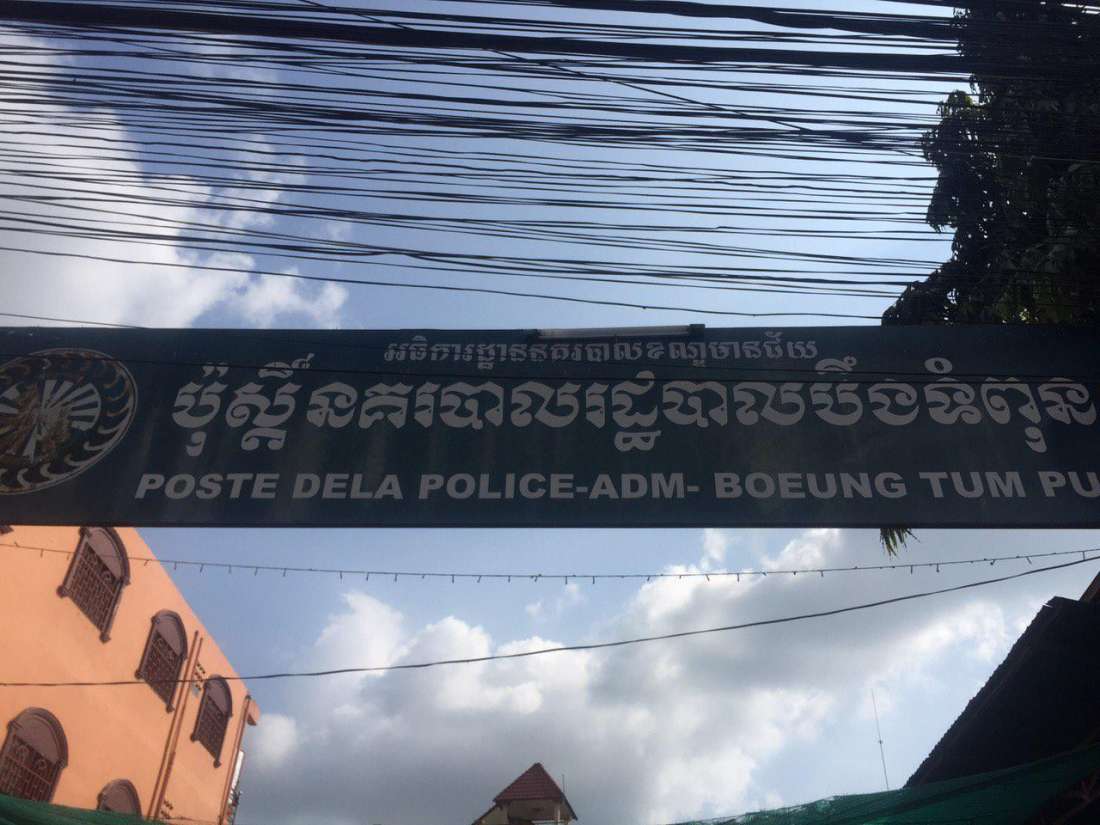 អធិការដ្ឋាននគរបាលខណ្ឌមានជ័យ
ប៉ុស្តិ៍នគរបាលរដ្ឋបាលបឹងទំពុន
POSTE DELA POLICE-ADM- BOEUNG TUM PU